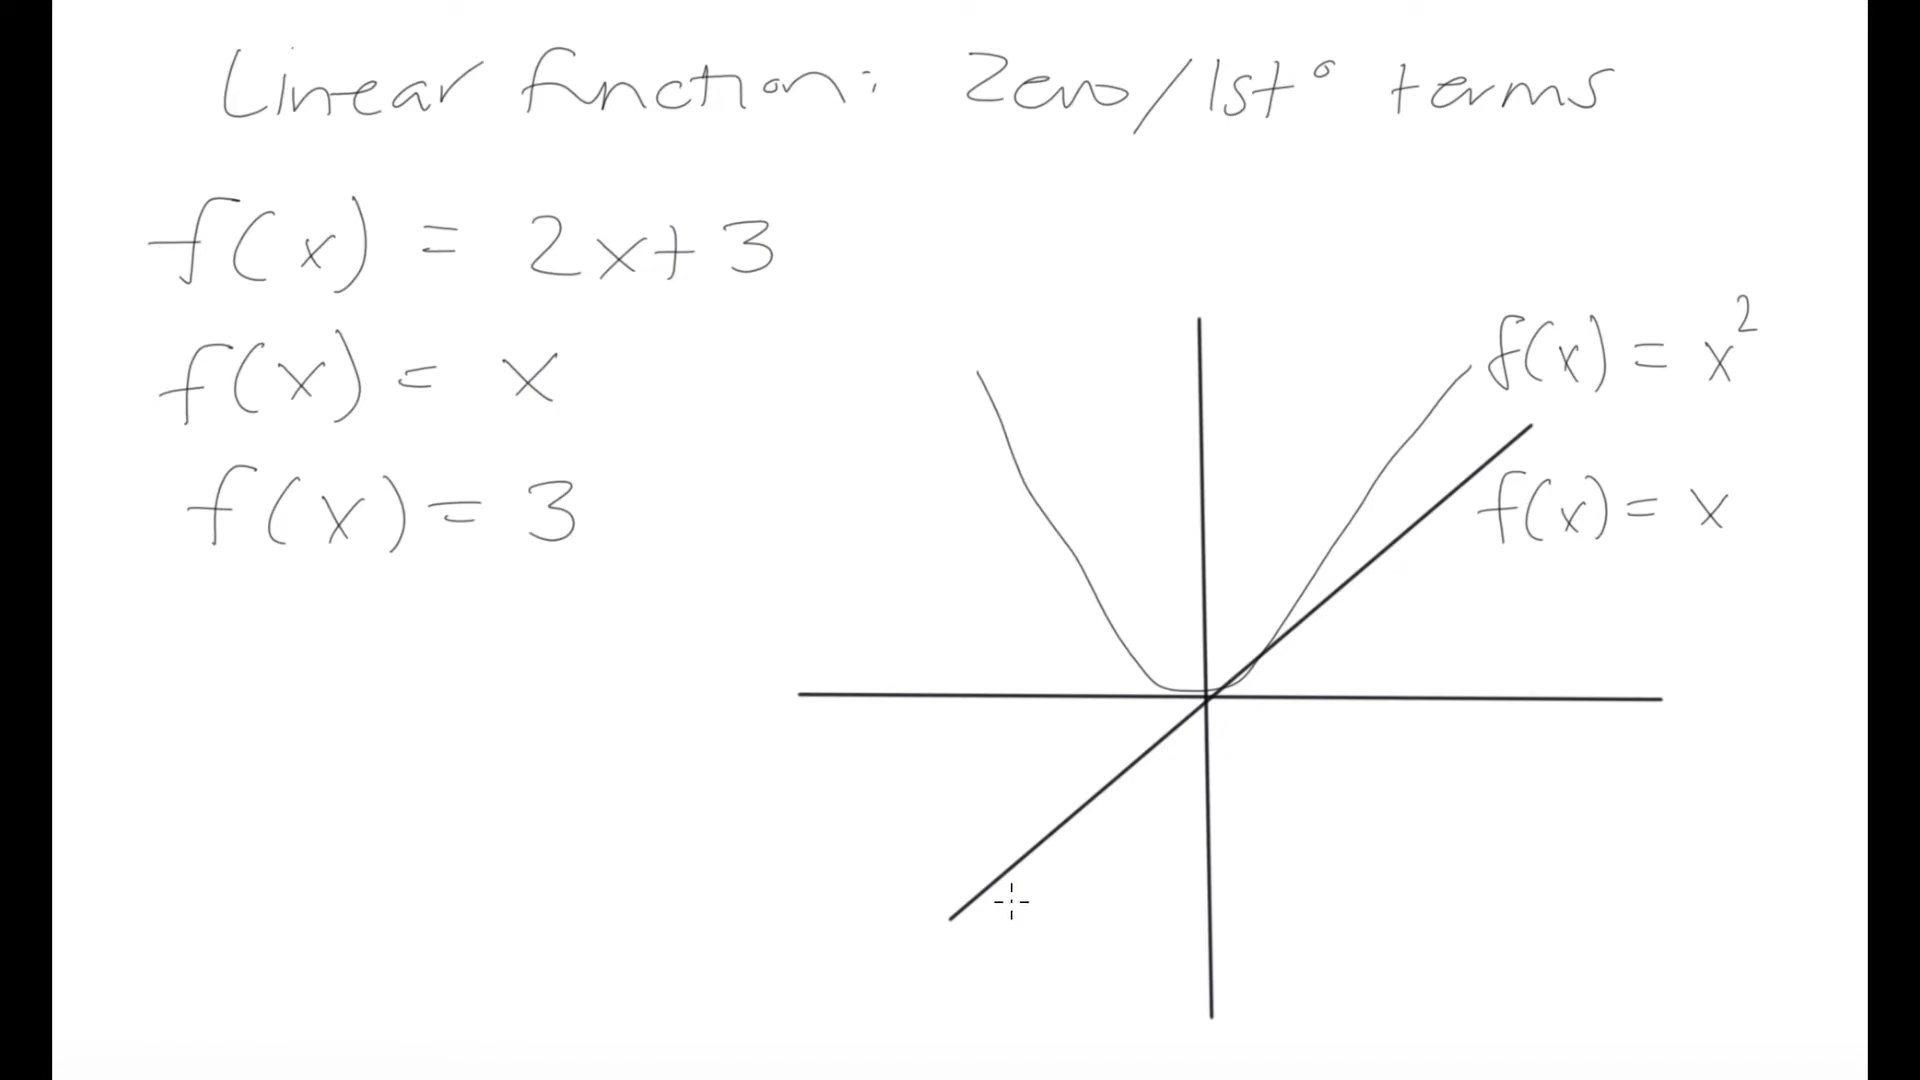 Linear function: Zero/1st° terms
f(x) = 2x+3
f(x) = x
f(x) = 3
f(x) = x²
f(x) = x